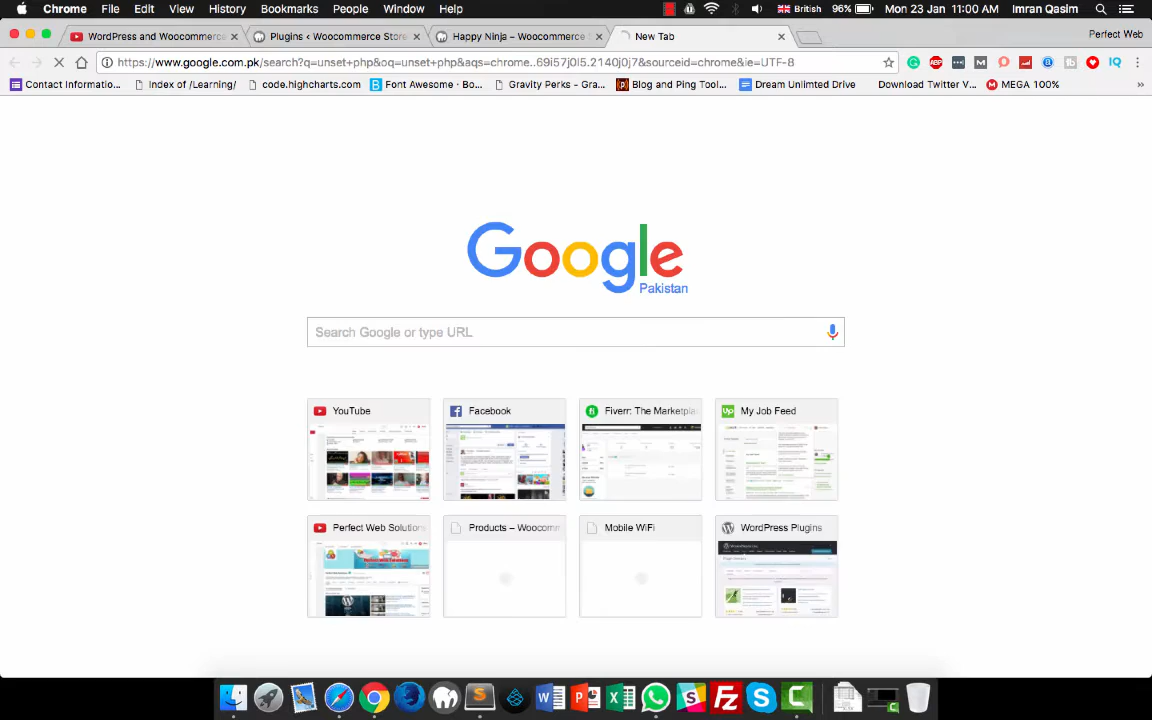 Chrome File Edit View History Bookmarks People Window Help British 96% Mon 23 Jan 11:00 AM Imran Qasim
WordPress and Woocommerce Plugins ‹ Woocommerce Store Happy Ninja – Woocommerce S New Tab Perfect Web
https://www.google.com.pk/search?q=unset+php&oq=unset+php&aqs=chrome..69i57j0l5.2140j0j7&sourceid=chrome&ie=UTF-8
Contact Informatio... Index of /Learning/ code.highcharts.com Font Awesome · Bo... Gravity Perks - Gra... Blog and Ping Tool... Dream Unlimted Drive Download Twitter V... MEGA 100% »
Google
Pakistan
Search Google or type URL
YouTube Facebook Fiverr: The Marketpla My Job Feed
Perfect Web Solution Products – Woocomm Mobile WiFi WordPress Plugins